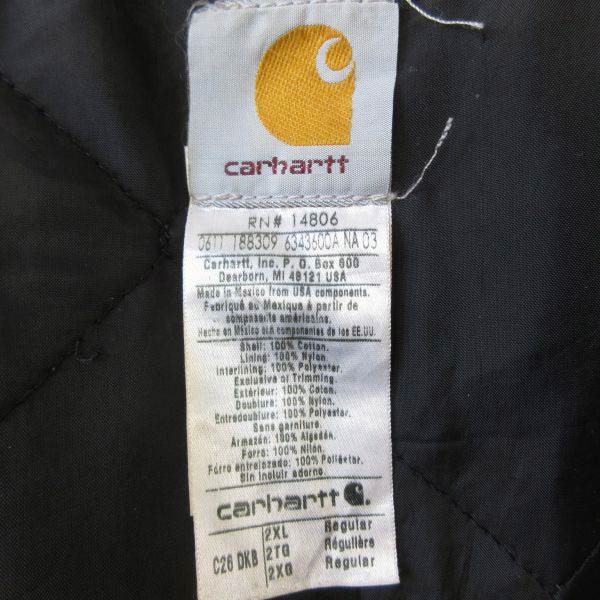 carhartt
RN# 14806
0611 188309 6343600A NA 03
Carhartt, Inc. P. O. Box 600
Dearborn, MI 48121 USA
Made in Mexico from USA components.
Fabriqué au Mexique à partir de
composants américains.
Hecho en México con componentes de los EE.UU.
Shell: 100% Cotton.
Lining: 100% Nylon.
Interlining: 100% Polyester.
Exclusive of Trimming.
Extérieur: 100% Coton.
Doublure: 100% Nylon.
Entredoublure: 100% Polyester.
Sans garniture.
Armazón: 100% Algodón.
Forro: 100% Nilon.
Forro entrelazado: 100% Poliéster.
Sin incluir adorno.
carhartt
C26 DKB
2XL Regular
2TG Régulière
2XG Regular